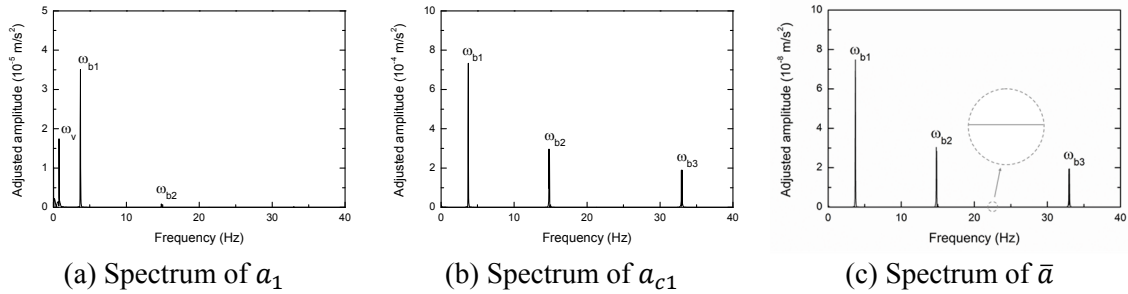 Adjusted amplitude (10⁻⁵ m/s²)
5
4
3
2
1
0
ωv
ωb1
ωb2
0 10 20 30 40
Frequency (Hz)
(a) Spectrum of a₁
Adjusted amplitude (10⁻⁴ m/s²)
10
8
6
4
2
0
ωb1
ωb2
ωb3
0 10 20 30 40
Frequency (Hz)
(b) Spectrum of a_c1
Adjusted amplitude (10⁻⁸ m/s²)
10
8
6
4
2
0
ωb1
ωb2
ωb3
0 10 20 30 40
Frequency (Hz)
(c) Spectrum of ā